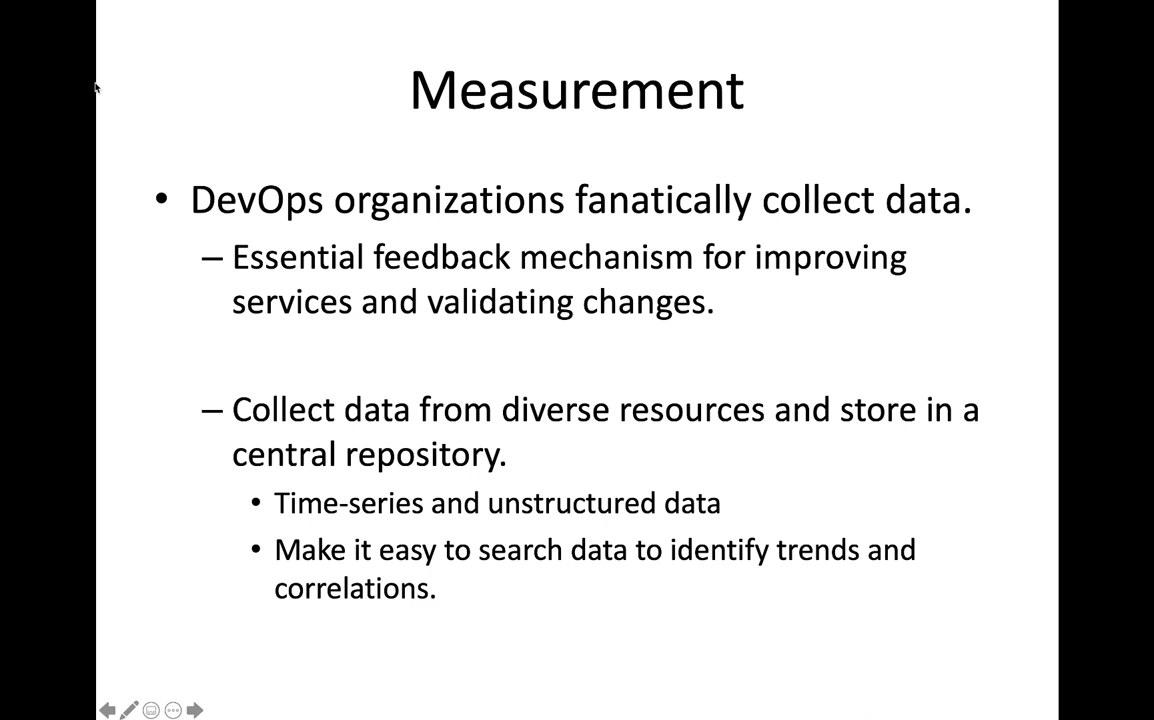 Measurement
• DevOps organizations fanatically collect data.
– Essential feedback mechanism for improving
services and validating changes.
– Collect data from diverse resources and store in a
central repository.
• Time-series and unstructured data
• Make it easy to search data to identify trends and
correlations.